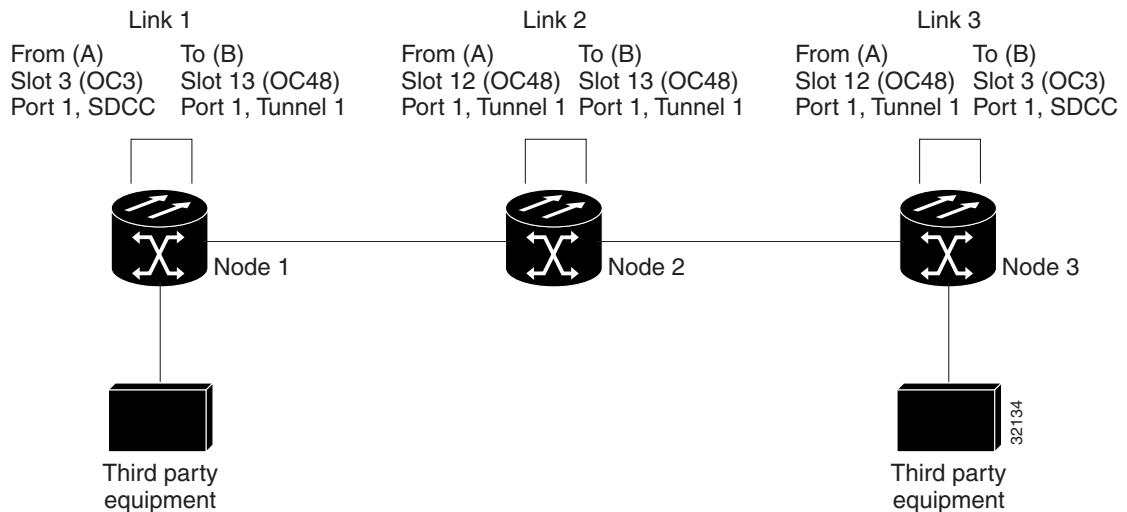 Link 1
From (A) To (B)
Slot 3 (OC3) Slot 13 (OC48)
Port 1, SDCC Port 1, Tunnel 1
Link 2
From (A) To (B)
Slot 12 (OC48) Slot 13 (OC48)
Port 1, Tunnel 1 Port 1, Tunnel 1
Link 3
From (A) To (B)
Slot 12 (OC48) Slot 3 (OC3)
Port 1, Tunnel 1 Port 1, SDCC
Node 1
Node 2
Node 3
Third party
equipment
Third party
equipment
32134